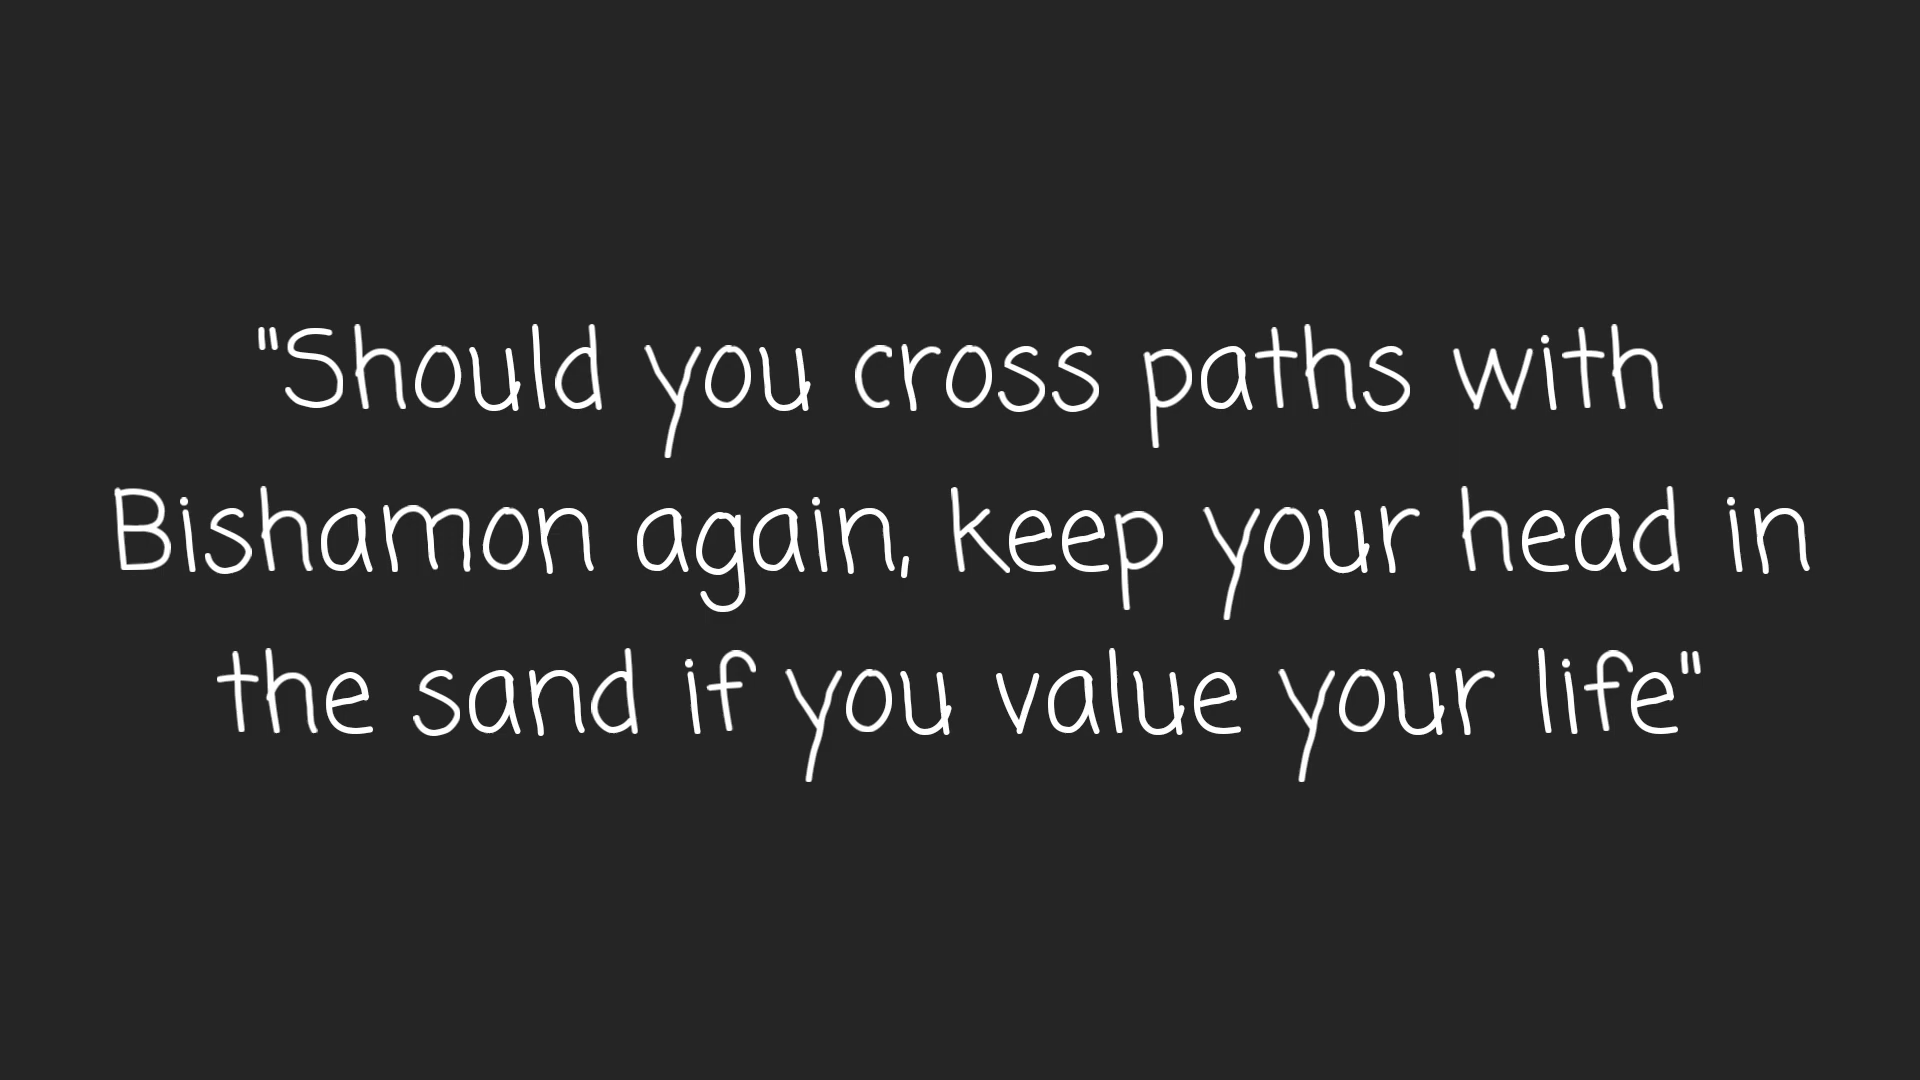 "Should you cross paths with
Bishamon again, keep your head in
the sand if you value your life"